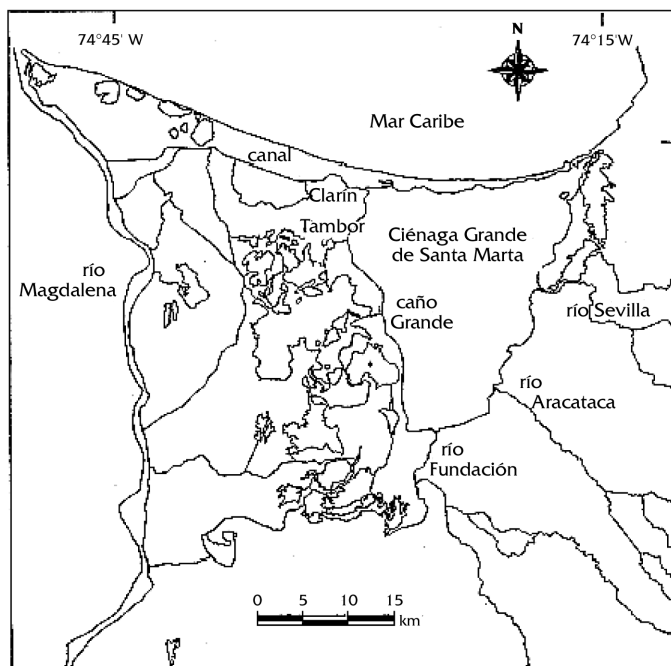 74°45' W
74°15'W
N
Mar Caribe
canal
Clarín
Tambor
Ciénaga Grande
de Santa Marta
río
Magdalena
caño
Grande
río Sevilla
río
Aracataca
río
Fundación
0 5 10 15
km